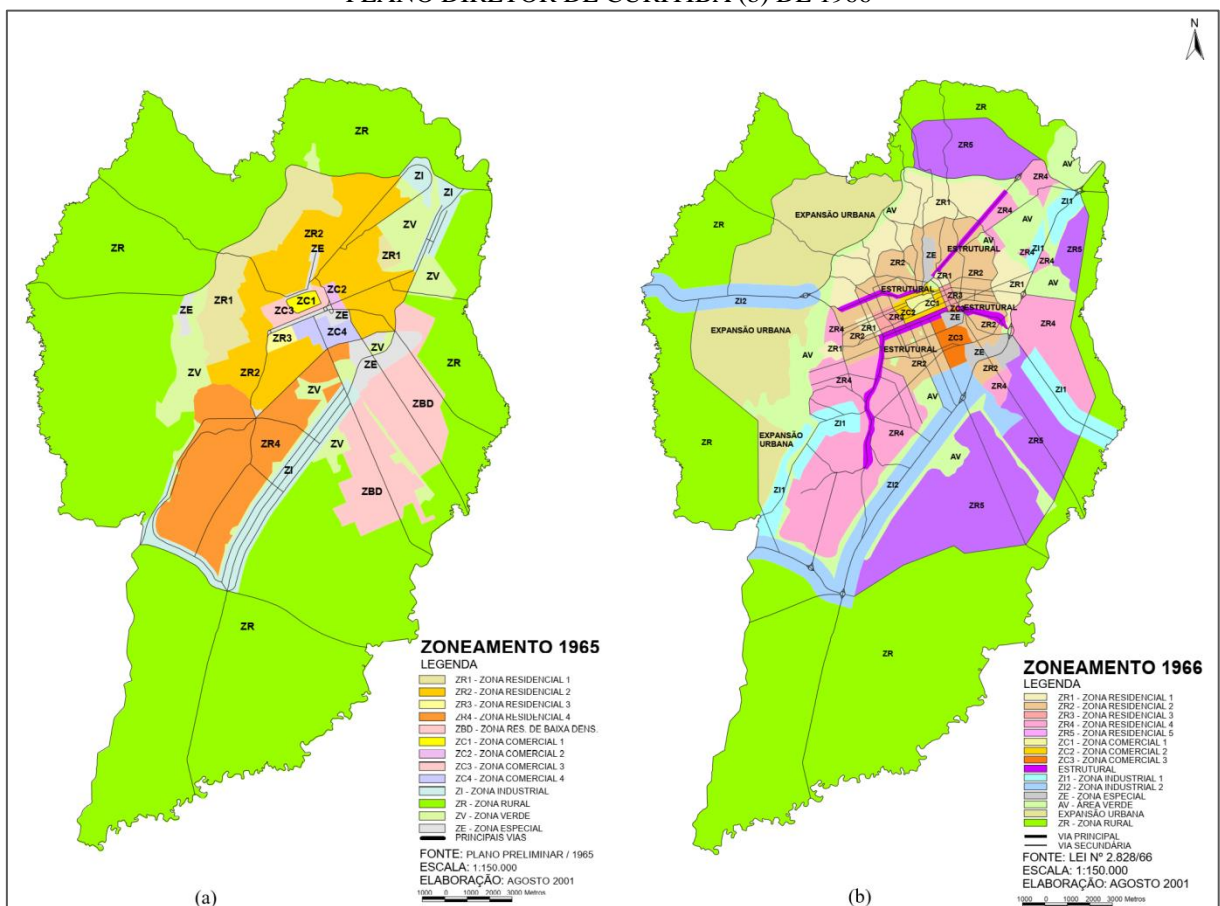 PLANO DIRETOR DE CURITIBA (b) DE 1966
N
ZR
ZI
ZI
ZV
ZR2
ZE
ZR
ZR1
ZV
ZC2
ZC1
ZR1
ZE
ZC3
ZE
ZC4
ZR3
ZV
ZV
ZR2
ZE
ZR
ZV
ZBD
ZR4
ZV
ZI
ZBD
ZR
ZONEAMENTO 1965
LEGENDA
ZR1 - ZONA RESIDENCIAL 1
ZR2 - ZONA RESIDENCIAL 2
ZR3 - ZONA RESIDENCIAL 3
ZR4 - ZONA RESIDENCIAL 4
ZBD - ZONA RES. DE BAIXA DENS.
ZC1 - ZONA COMERCIAL 1
ZC2 - ZONA COMERCIAL 2
ZC3 - ZONA COMERCIAL 3
ZC4 - ZONA COMERCIAL 4
ZI - ZONA INDUSTRIAL
ZR - ZONA RURAL
ZV - ZONA VERDE
ZE - ZONA ESPECIAL
PRINCIPAIS VIAS
FONTE: PLANO PRELIMINAR / 1965
ESCALA: 1:150.000
ELABORAÇÃO: AGOSTO 2001
1000 0 1000 2000 3000 Metros
(a)
ZR
ZR5
AV
ZR4
ZR1
ZR4
ZI1
EXPANSÃO URBANA
AV
AV
ZR
AV
ESTRUTURAL
ZI1
ZR5
ZE
ZR4
ZR2
ZR2
ZR4
ZR1
ZR1
AV
ESTRUTURAL
ZR3
ZI2
ZC1
ESTRUTURAL
ZC2
ZE
EXPANSÃO URBANA
ZR4
ZR1
ZR2
ZR4
ZR2
ZC3
ZR1
ESTRUTURAL
AV
ZE
ZR2
ZR2
ZR4
AV
ZI1
ZR4
ZI1
ZR4
EXPANSÃO
URBANA
ZR5
ZR
AV
ZI2
ZI1
ZR5
ZR
ZONEAMENTO 1966
LEGENDA
ZR1 - ZONA RESIDENCIAL 1
ZR2 - ZONA RESIDENCIAL 2
ZR3 - ZONA RESIDENCIAL 3
ZR4 - ZONA RESIDENCIAL 4
ZR5 - ZONA RESIDENCIAL 5
ZC1 - ZONA COMERCIAL 1
ZC2 - ZONA COMERCIAL 2
ZC3 - ZONA COMERCIAL 3
ESTRUTURAL
ZI1 - ZONA INDUSTRIAL 1
ZI2 - ZONA INDUSTRIAL 2
ZE - ZONA ESPECIAL
AV - ÁREA VERDE
EXPANSÃO URBANA
ZR - ZONA RURAL
VIA PRINCIPAL
VIA SECUNDÁRIA
FONTE: LEI Nº 2.828/66
ESCALA: 1:150.000
ELABORAÇÃO: AGOSTO 2001
1000 0 1000 2000 3000 Metros
(b)